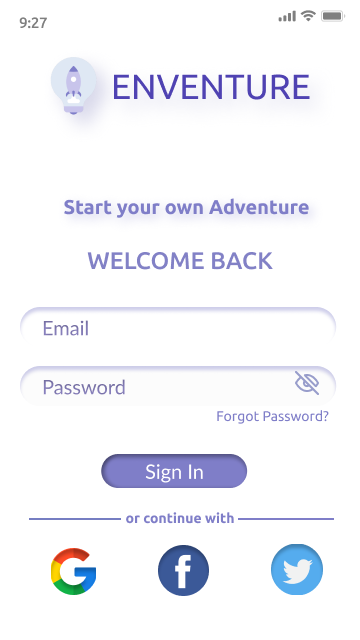 9:27
ENVENTURE
Start your own Adventure
WELCOME BACK
Email
Password
Forgot Password?
Sign In
or continue with